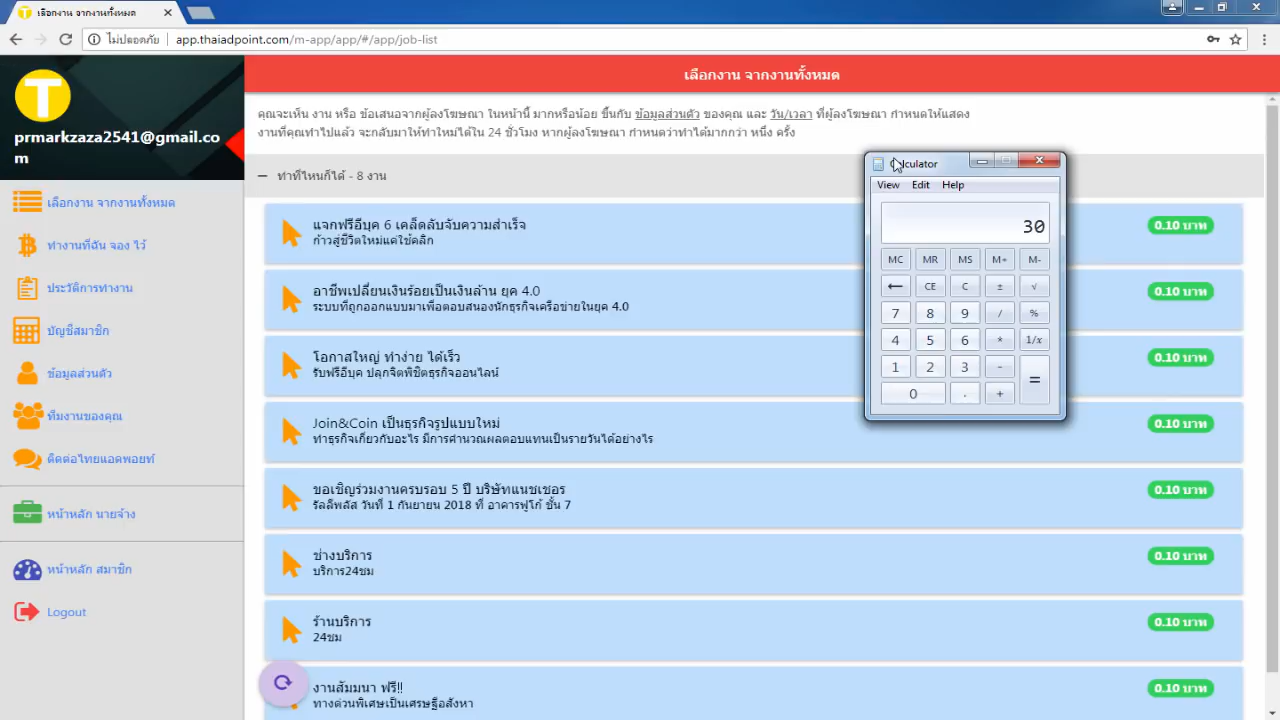 เลือกงาน จากงานทั้งหมด
ไม่ปลอดภัย
app.thaiadpoint.com/m-app/app/#/app/job-list
T
prmarkzaza2541@gmail.co
m
เลือกงาน จากงานทั้งหมด
ทำงานที่ฉัน จอง ไว้
ประวัติการทำงาน
บัญชีสมาชิก
ข้อมูลส่วนตัว
ทีมงานของคุณ
ติดต่อไทยแอดพอยท์
หน้าหลัก นายจ้าง
หน้าหลัก สมาชิก
Logout
เลือกงาน จากงานทั้งหมด
คุณจะเห็น งาน หรือ ข้อเสนอจากผู้ลงโฆษณา ในหน้านี้ มากหรือน้อย ขึ้นกับ ข้อมูลส่วนตัว ของคุณ และ วัน/เวลา ที่ผู้ลงโฆษณา กำหนดให้แสดง
งานที่คุณทำไปแล้ว จะกลับมาให้ทำใหม่ได้ใน 24 ชั่วโมง หากผู้ลงโฆษณา กำหนดว่าทำได้มากกว่า หนึ่ง ครั้ง
ทำที่ไหนก็ได้ - 8 งาน
แจกฟรีอีบุค 6 เคล็ดลับจับความสำเร็จ
ก้าวสู่ชีวิตใหม่แค่ใช้คลิก
0.10 บาท
อาชีพเปลี่ยนเงินร้อยเป็นเงินล้าน ยุค 4.0
ระบบที่ถูกออกแบบมาเพื่อตอบสนองนักธุรกิจเครือข่ายในยุค 4.0
0.10 บาท
โอกาสใหญ่ ทำง่าย ได้เร็ว
รับฟรีอีบุค ปลุกจิตพิชิตธุรกิจออนไลน์
0.10 บาท
Join&Coin เป็นธุรกิจรูปแบบใหม่
ทำธุรกิจเกี่ยวกับอะไร มีการคำนวณผลตอบแทนเป็นรายวันได้อย่างไร
0.10 บาท
ขอเชิญร่วมงานครบรอบ 5 ปี บริษัทแนชเชอร
รัลลีพลัส วันที่ 1 กันยายน 2018 ที่ อาคารฟูโก้ ชั้น 7
0.10 บาท
ช่างบริการ
บริการ24ชม
0.10 บาท
ร้านบริการ
24ชม
0.10 บาท
งานสัมมนา ฟรี!!
ทางด่วนพิเศษเป็นเศรษฐีอสังหา
0.10 บาท
View Edit Help
30
MC MR MS M+ M-
← CE C ± √
7 8 9 / %
4 5 6 * 1/x
1 2 3 - =
0 . +